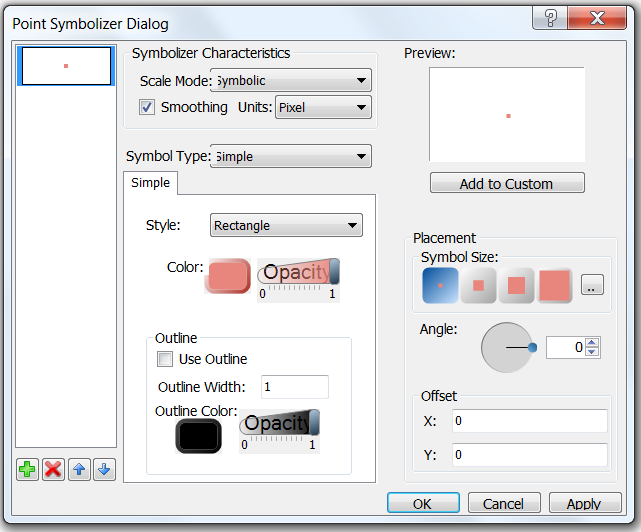 Point Symbolizer Dialog
?
Symbolizer Characteristics
Scale Mode: Symbolic
Smoothing Units: Pixel
Symbol Type: Simple
Simple
Style: Rectangle
Color: Opacity
0 1
Outline
Use Outline
Outline Width: 1
Outline Color: Opacity
0 1
Preview:
Add to Custom
Placement
Symbol Size:
..
Angle: 0
Offset
X: 0
Y: 0
OK Cancel Apply